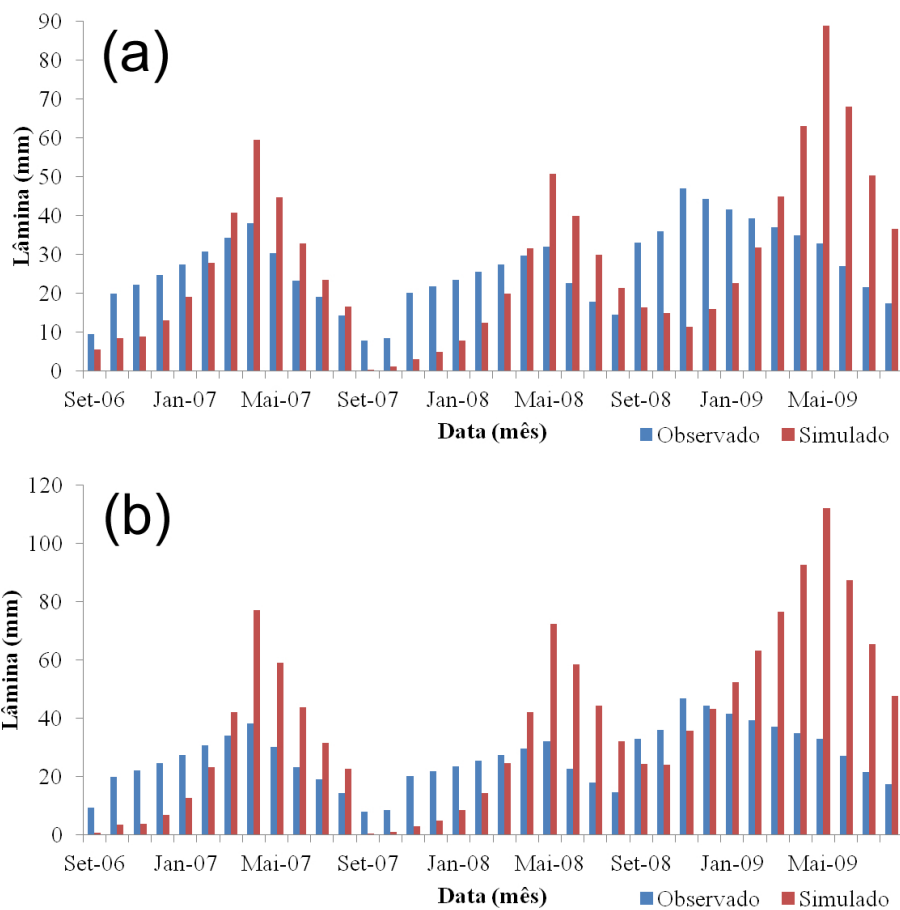 (a)
Lâmina (mm)
90
80
70
60
50
40
30
20
10
0
Set-06 Jan-07 Mai-07 Set-07 Jan-08 Mai-08 Set-08 Jan-09 Mai-09
Data (mês)
Observado Simulado
(b)
Lâmina (mm)
120
100
80
60
40
20
0
Set-06 Jan-07 Mai-07 Set-07 Jan-08 Mai-08 Set-08 Jan-09 Mai-09
Data (mês)
Observado Simulado